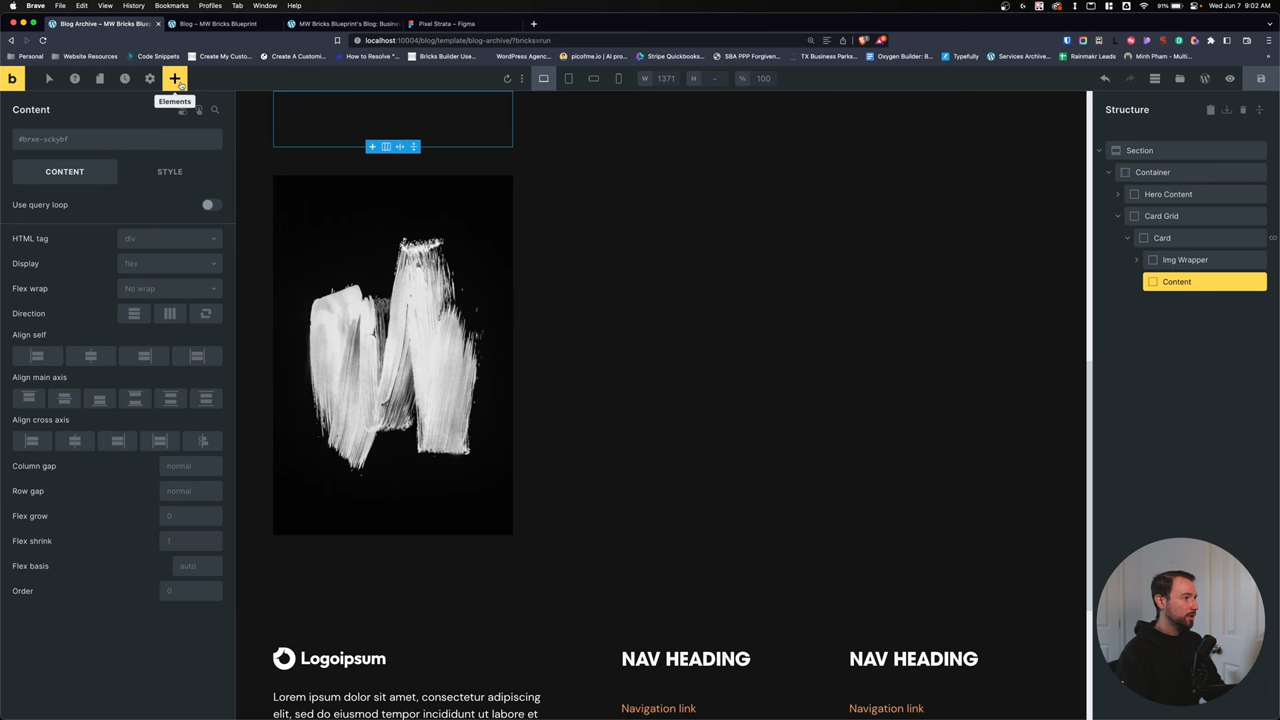 Brave File Edit View History Bookmarks Profiles Tab Window Help
91% Wed Jun 7 9:02 AM
Blog Archive – MW Bricks Bluep
Blog – MW Bricks Blueprint
MW Bricks Blueprint's Blog: Busine
Pixel Strata – Figma
localhost:10004/blog/template/blog-archive/?bricks=run
Personal Website Resources Code Snippets Create My Custom... Create A Customi... How to Resolve "... Bricks Builder Use... WordPress Agenc... picofme.io | AI pro... Stripe Quickbooks... SBA PPP Forgiven... TX Business Parks... Oxygen Builder: B... Typefully Services Archives... Rainmakr Leads Minh Pham – Multi...
b
W 1371 H - % 100
Elements
Content
#brxe-sckybf
CONTENT STYLE
Use query loop
HTML tag div
Display flex
Flex wrap No wrap
Direction
Align self
Align main axis
Align cross axis
Column gap normal
Row gap normal
Flex grow 0
Flex shrink 1
Flex basis auto
Order 0
Logoipsum
Lorem ipsum dolor sit amet, consectetur adipiscing
elit, sed do eiusmod tempor incididunt ut labore et
NAV HEADING
Navigation link
NAV HEADING
Navigation link
Structure
Section
Container
Hero Content
Card Grid
Card
Img Wrapper
Content